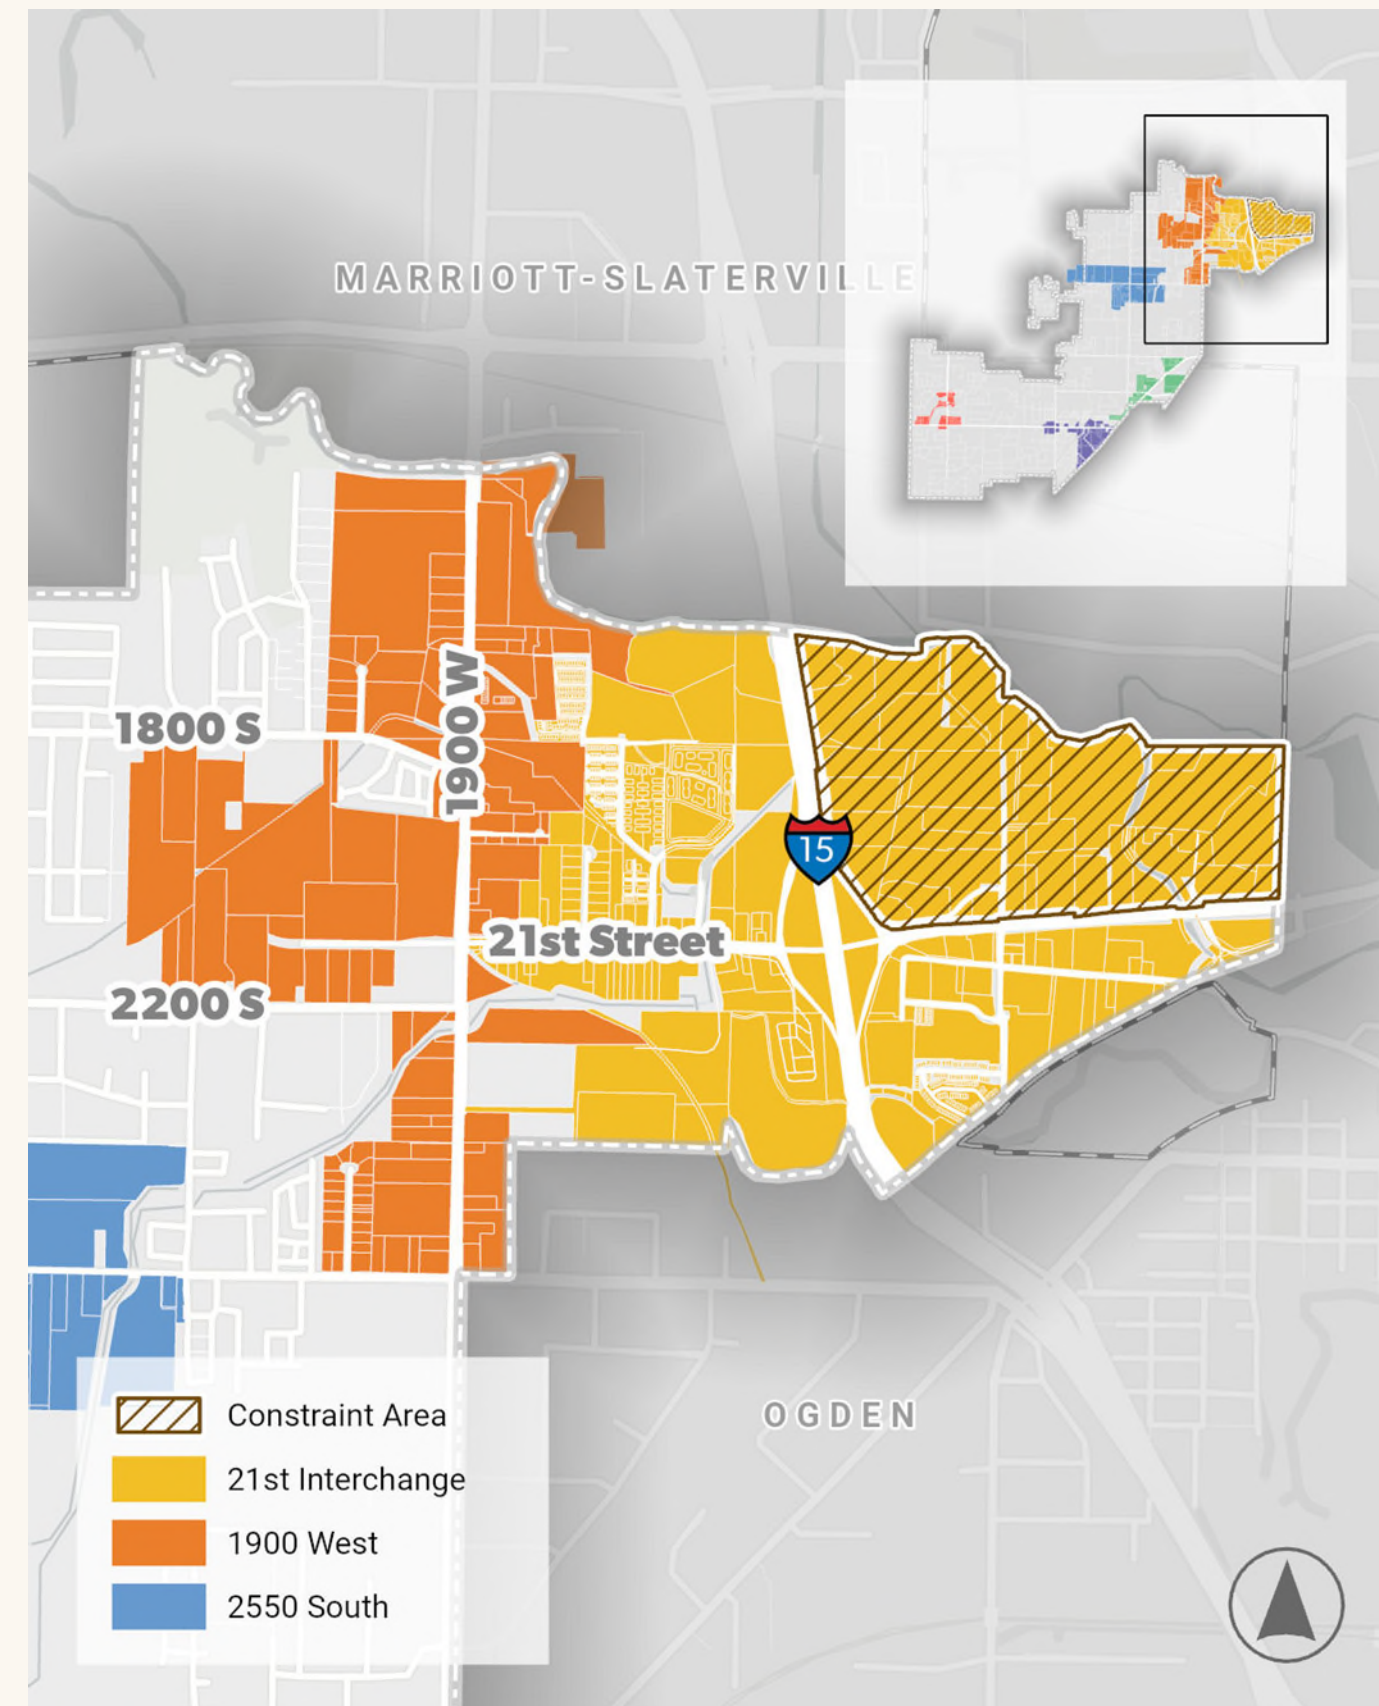 MARRIOTT-SLATERVILLE
1900 W
1800 S
15
21st Street
2200 S
Constraint Area
21st Interchange
1900 West
2550 South
OGDEN